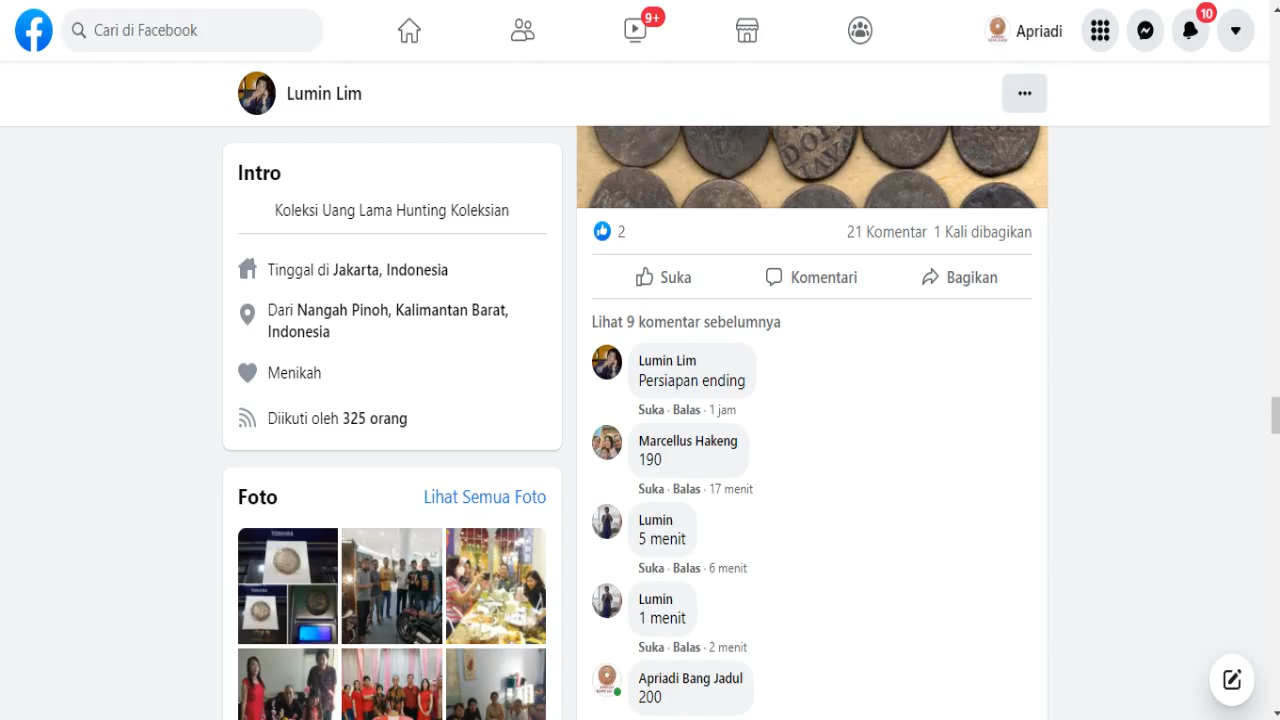 Cari di Facebook
9+
Apriadi
10
Lumin Lim
Intro
Koleksi Uang Lama Hunting Koleksian
Tinggal di Jakarta, Indonesia
Dari Nangah Pinoh, Kalimantan Barat,
Indonesia
Menikah
Diikuti oleh 325 orang
Foto
Lihat Semua Foto
TOSHIBA
DOIT
JAVA
2
21 Komentar 1 Kali dibagikan
Suka
Komentari
Bagikan
Lihat 9 komentar sebelumnya
Lumin Lim
Persiapan ending
Suka · Balas · 1 jam
Marcellus Hakeng
190
Suka · Balas · 17 menit
Lumin
5 menit
Suka · Balas · 6 menit
Lumin
1 menit
Suka · Balas · 2 menit
Apriadi Bang Jadul
200